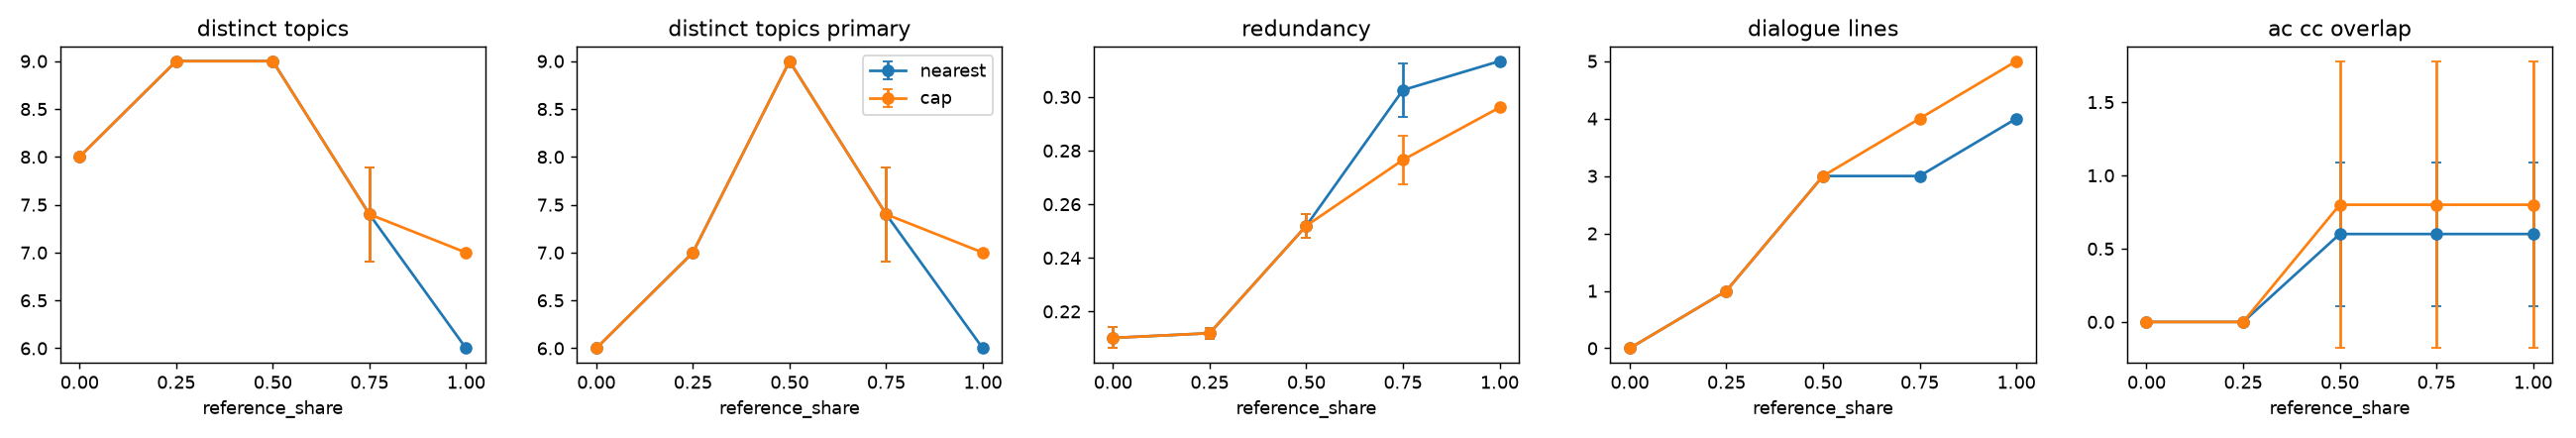 distinct topics
9.0
8.5
8.0
7.5
7.0
6.5
6.0
0.00 0.25 0.50 0.75 1.00
reference_share
distinct topics primary
nearest
cap
9.0
8.5
8.0
7.5
7.0
6.5
6.0
0.00 0.25 0.50 0.75 1.00
reference_share
redundancy
0.30
0.28
0.26
0.24
0.22
0.00 0.25 0.50 0.75 1.00
reference_share
dialogue lines
5
4
3
2
1
0
0.00 0.25 0.50 0.75 1.00
reference_share
ac cc overlap
1.5
1.0
0.5
0.0
0.00 0.25 0.50 0.75 1.00
reference_share